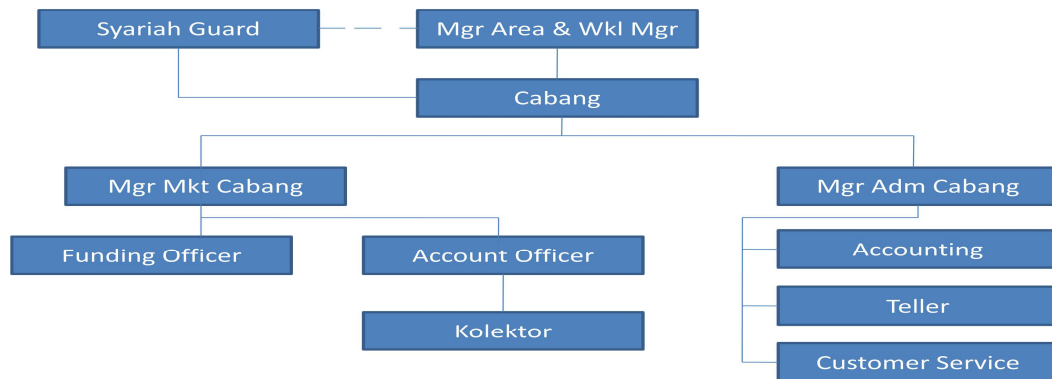 Syariah Guard
Mgr Area & Wkl Mgr
Cabang
Mgr Mkt Cabang
Mgr Adm Cabang
Funding Officer
Account Officer
Accounting
Kolektor
Teller
Customer Service